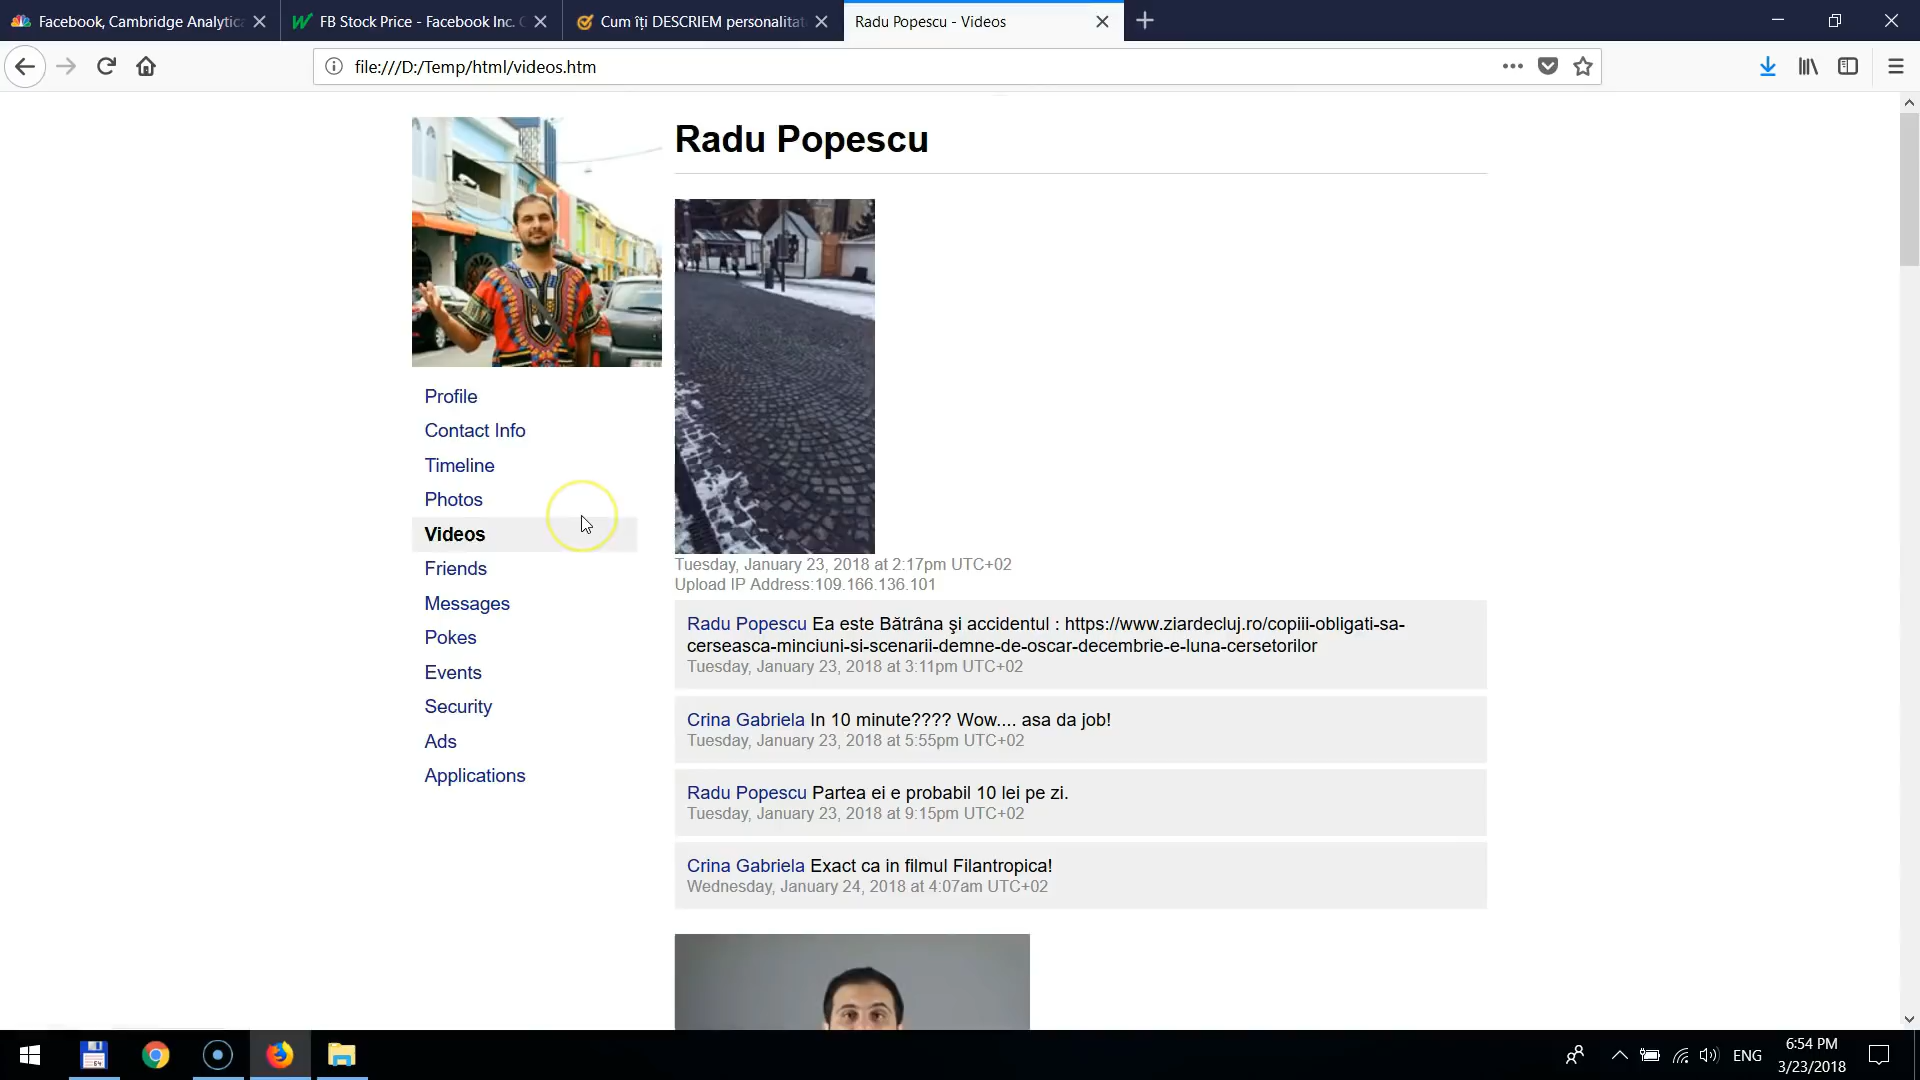 Facebook, Cambridge Analytic
FB Stock Price - Facebook Inc.
Cum îți DESCRIEM personalitat
Radu Popescu - Videos
file:///D:/Temp/html/videos.htm
Radu Popescu
Profile
Contact Info
Timeline
Photos
Videos
Friends
Messages
Pokes
Events
Security
Ads
Applications
Tuesday, January 23, 2018 at 2:17pm UTC+02
Upload IP Address:109.166.136.101
Radu Popescu Ea este Bătrâna şi accidentul : https://www.ziardecluj.ro/copiii-obligati-sa-
cerseasca-minciuni-si-scenarii-demne-de-oscar-decembrie-e-luna-cersetorilor
Tuesday, January 23, 2018 at 3:11pm UTC+02
Crina Gabriela In 10 minute???? Wow.... asa da job!
Tuesday, January 23, 2018 at 5:55pm UTC+02
Radu Popescu Partea ei e probabil 10 lei pe zi.
Tuesday, January 23, 2018 at 9:15pm UTC+02
Crina Gabriela Exact ca in filmul Filantropica!
Wednesday, January 24, 2018 at 4:07am UTC+02
64
ENG
6:54 PM
3/23/2018